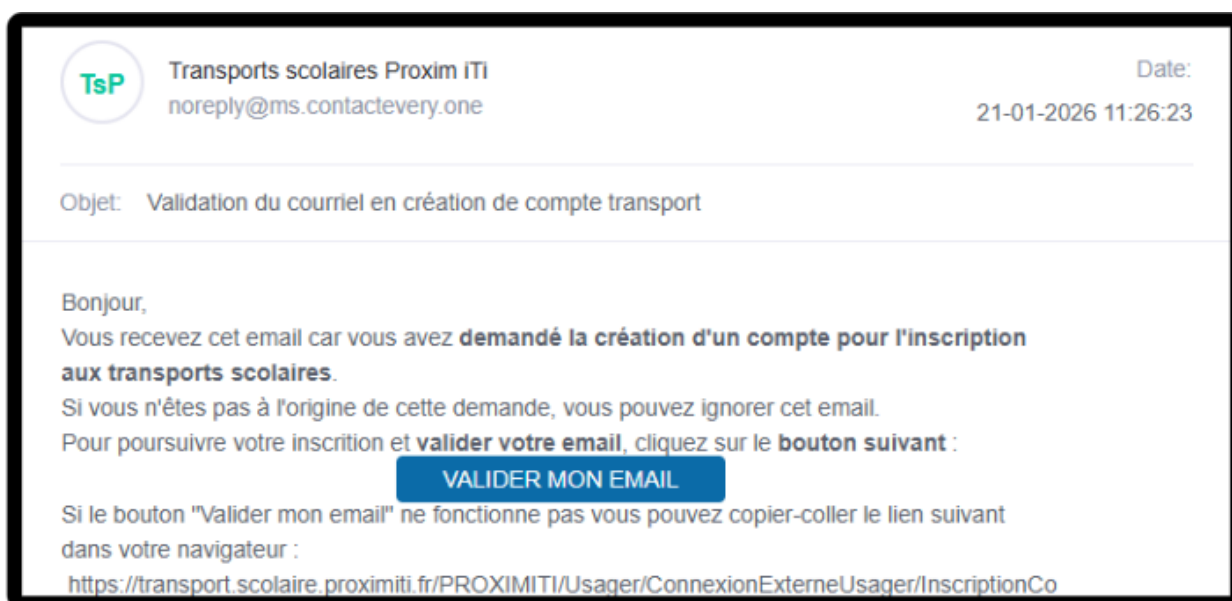 TsP
Transports scolaires Proxim iTi
noreply@ms.contactevery.one
Date:
21-01-2026 11:26:23
Objet: Validation du courriel en création de compte transport
Bonjour,
Vous recevez cet email car vous avez demandé la création d'un compte pour l'inscription
aux transports scolaires.
Si vous n'êtes pas à l'origine de cette demande, vous pouvez ignorer cet email.
Pour poursuivre votre inscrition et valider votre email, cliquez sur le bouton suivant :
VALIDER MON EMAIL
Si le bouton "Valider mon email" ne fonctionne pas vous pouvez copier-coller le lien suivant
dans votre navigateur :
https://transport.scolaire.proximiti.fr/PROXIMITI/Usager/ConnexionExterneUsager/InscriptionCo